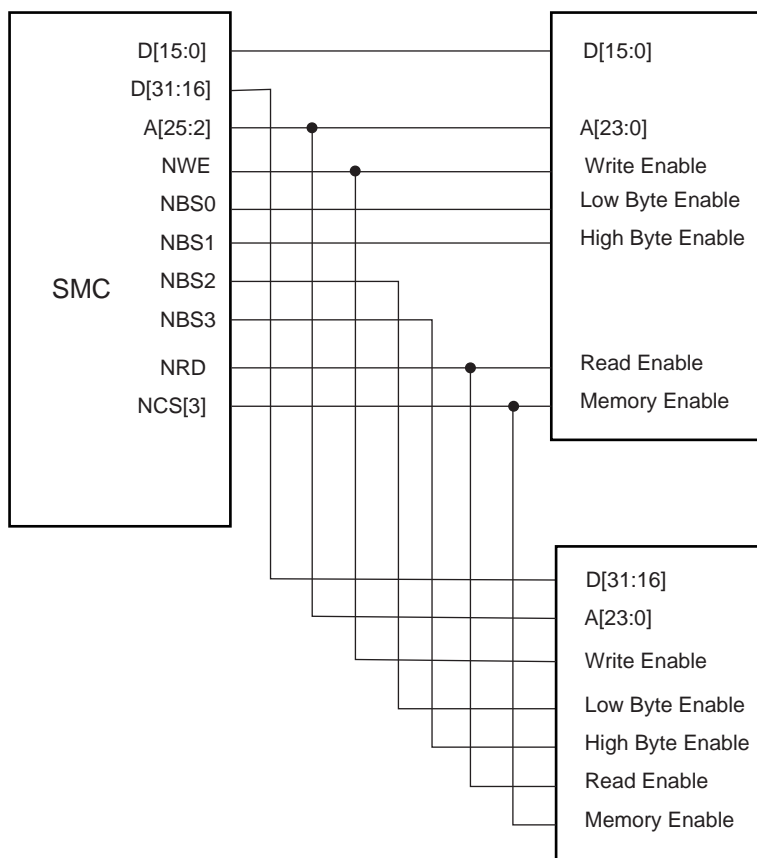 D[15:0]
D[31:16]
A[25:2]
NWE
NBS0
NBS1
NBS2
NBS3
NRD
NCS[3]
SMC
D[15:0]
A[23:0]
Write Enable
Low Byte Enable
High Byte Enable
Read Enable
Memory Enable
D[31:16]
A[23:0]
Write Enable
Low Byte Enable
High Byte Enable
Read Enable
Memory Enable